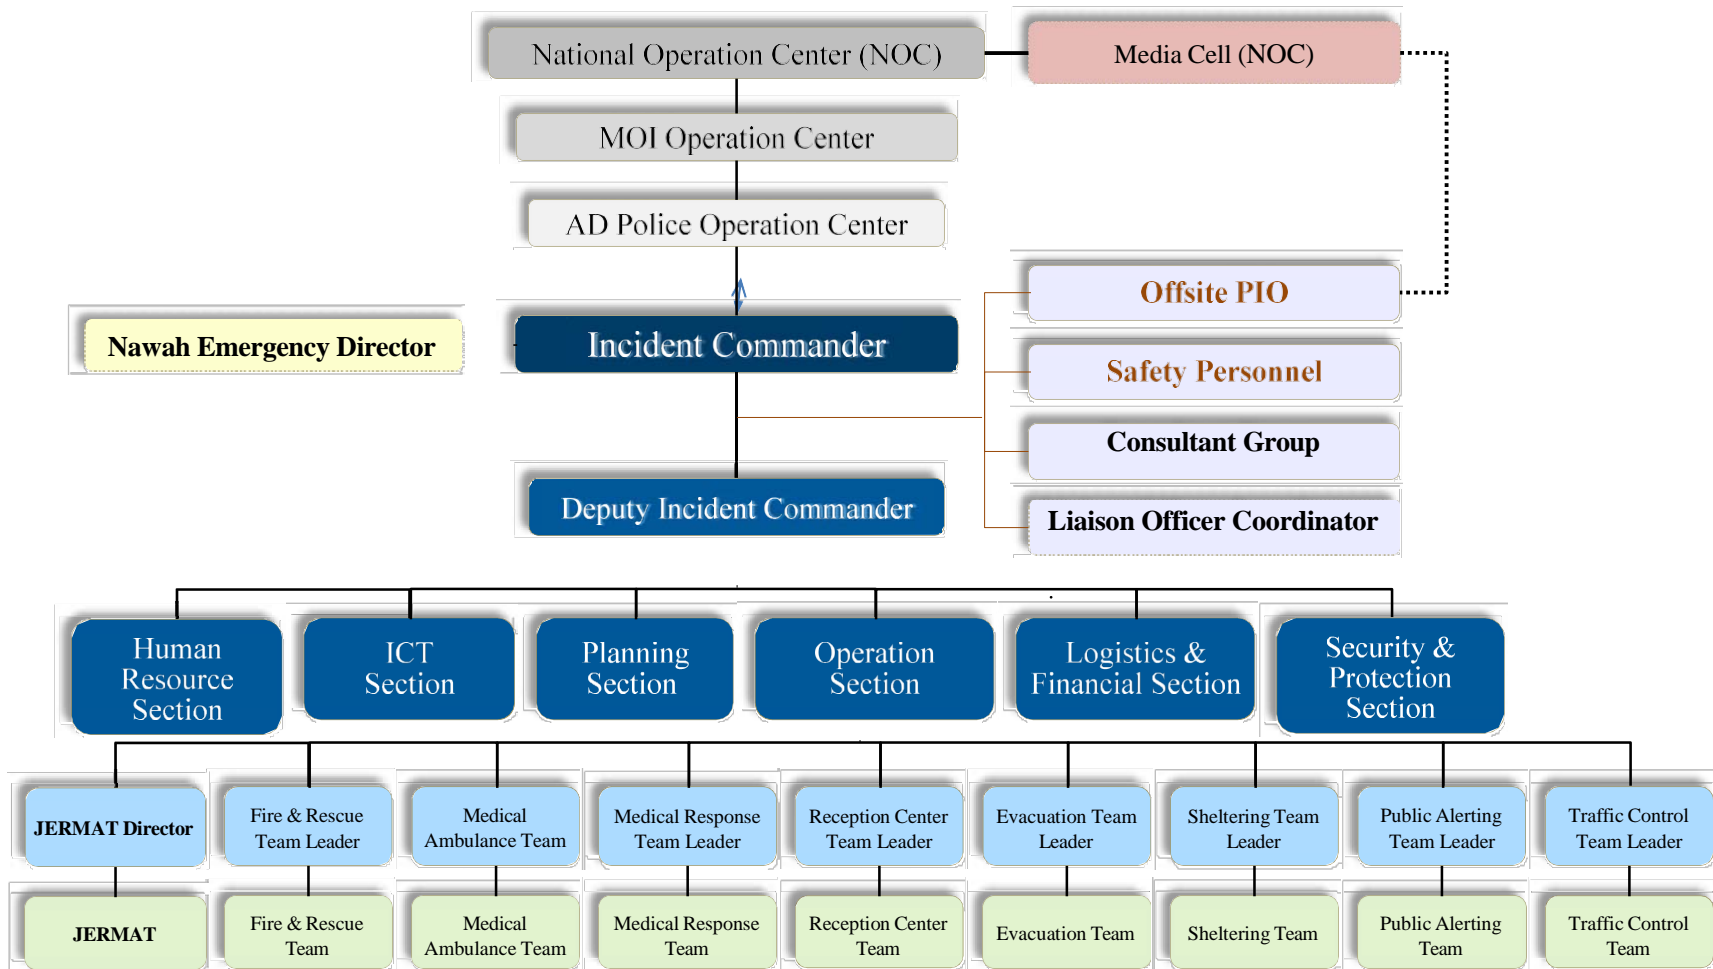 National Operation Center (NOC)
Media Cell (NOC)
MOI Operation Center
AD Police Operation Center
Offsite PIO
Nawah Emergency Director
Incident Commander
Safety Personnel
Consultant Group
Deputy Incident Commander
Liaison Officer Coordinator
Human
Resource
Section
ICT
Section
Planning
Section
Operation
Section
Logistics &
Financial Section
Security &
Protection
Section
JERMAT Director
Fire & Rescue
Team Leader
Medical
Ambulance Team
Medical Response
Team Leader
Reception Center
Team Leader
Evacuation Team
Leader
Sheltering Team
Leader
Public Alerting
Team Leader
Traffic Control
Team Leader
JERMAT
Fire & Rescue
Team
Medical
Ambulance Team
Medical Response
Team
Reception Center
Team
Evacuation Team
Sheltering Team
Public Alerting
Team
Traffic Control
Team